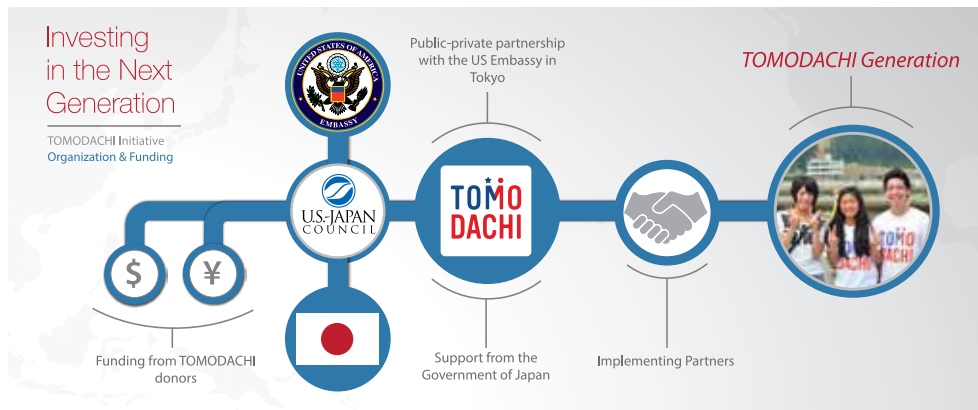 Investing
in the Next
Generation
TOMODACHI Initiative
Organization & Funding
UNITED STATES OF AMERICA
EMBASSY
Public-private partnership
with the US Embassy in
Tokyo
TOMODACHI Generation
U.S.-JAPAN
COUNCIL
TOMO
DACHI
TOMO
DACHI
$
¥
Funding from TOMODACHI
donors
Support from the
Government of Japan
Implementing Partners